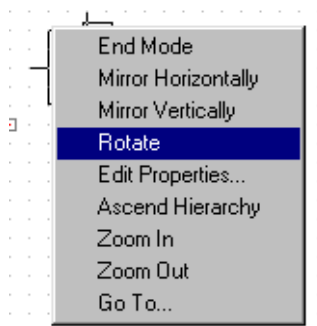 End Mode
Mirror Horizontally
Mirror Vertically
Rotate
Edit Properties...
Ascend Hierarchy
Zoom In
Zoom Out
Go To...